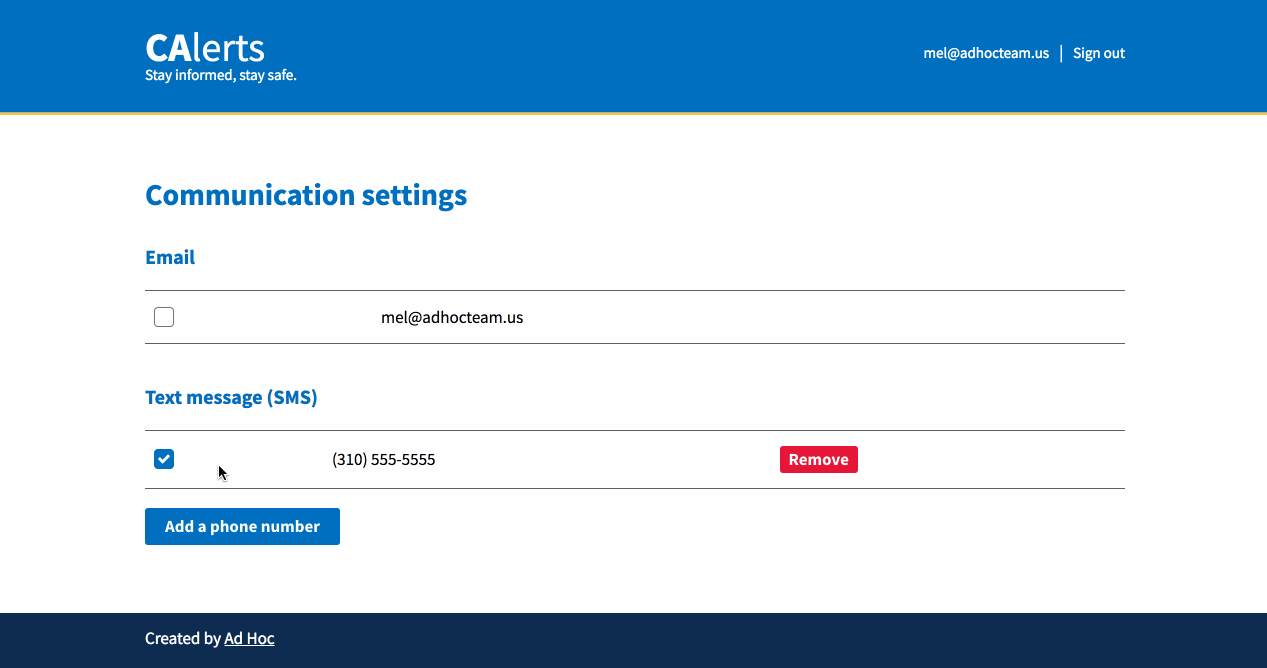 CAlerts
Stay informed, stay safe.
mel@adhocteam.us | Sign out
Communication settings
Email
mel@adhocteam.us
Text message (SMS)
(310) 555-5555
Remove
Add a phone number
Created by Ad Hoc